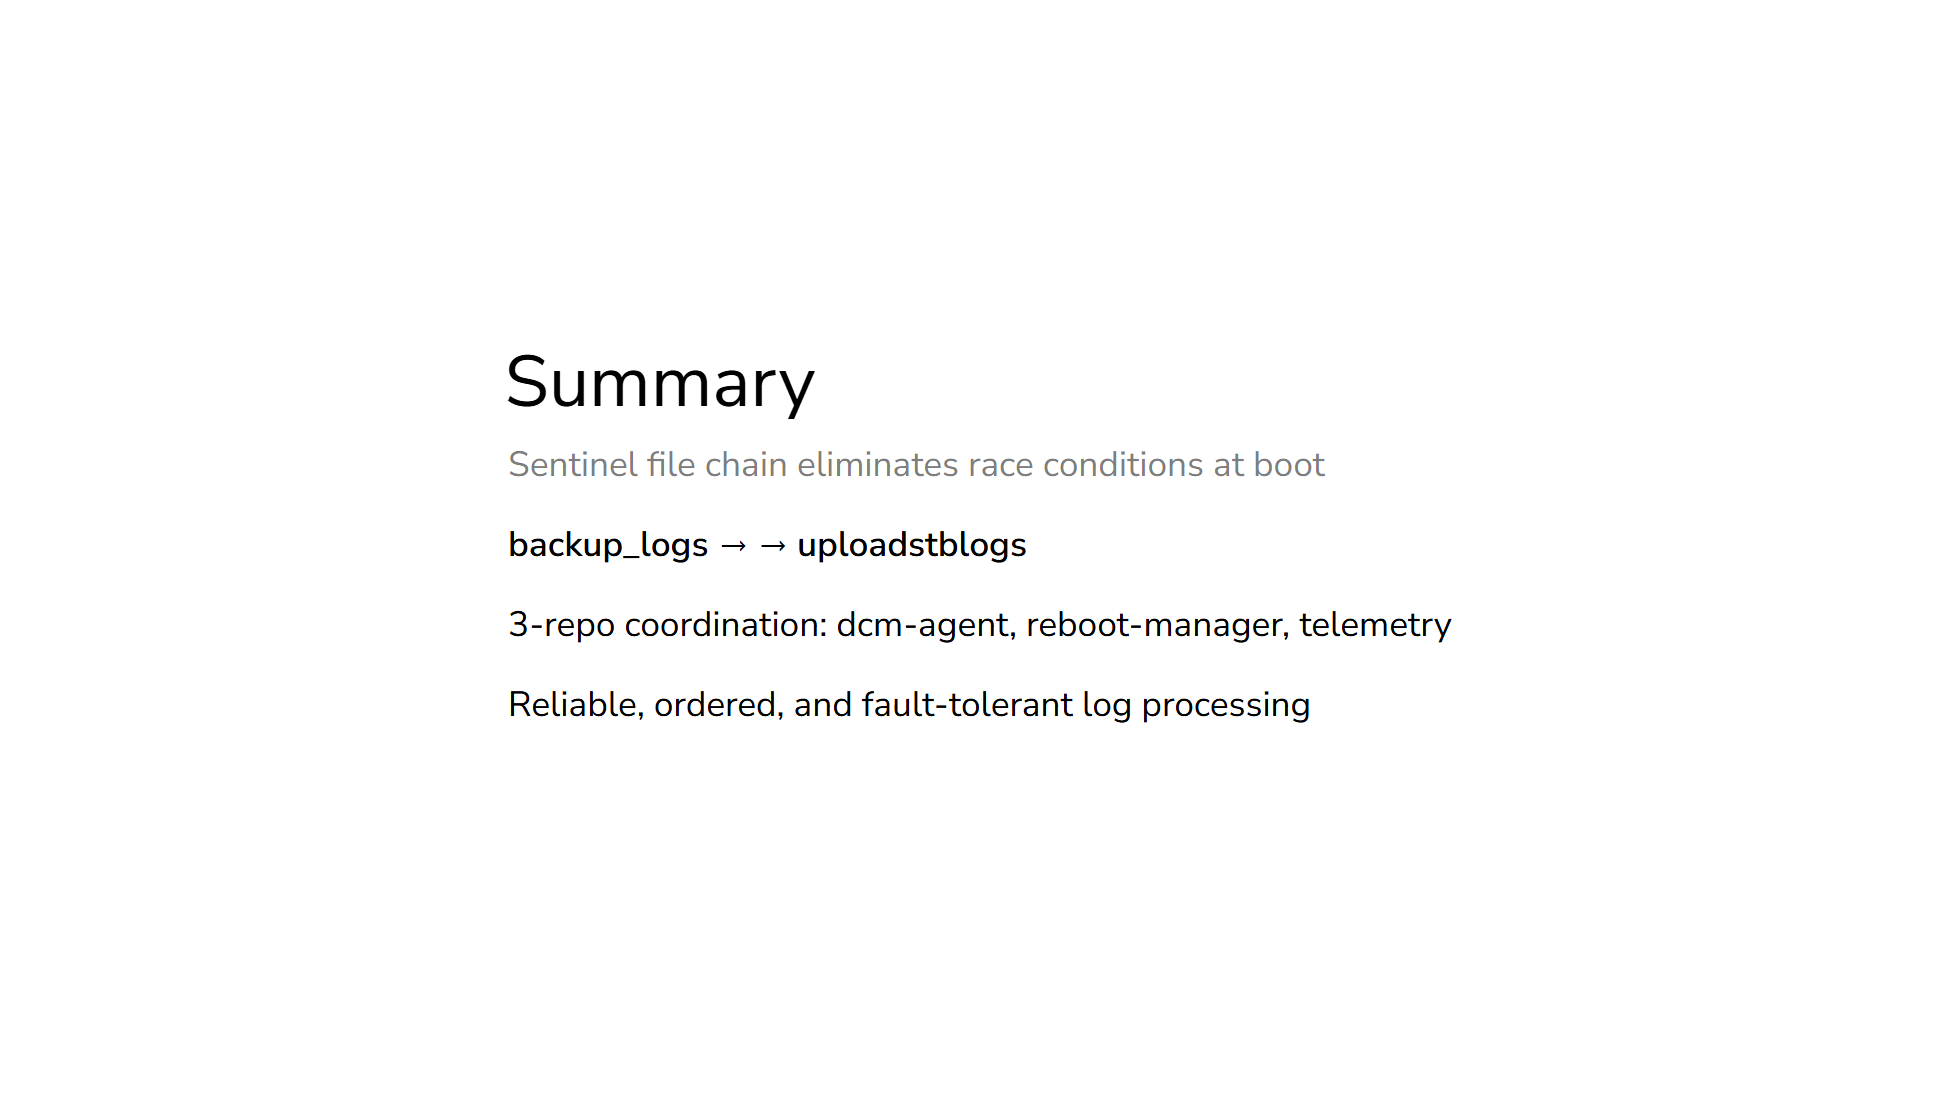 Summary
Sentinel file chain eliminates race conditions at boot
backup_logs → → uploadstblogs
3-repo coordination: dcm-agent, reboot-manager, telemetry
Reliable, ordered, and fault-tolerant log processing